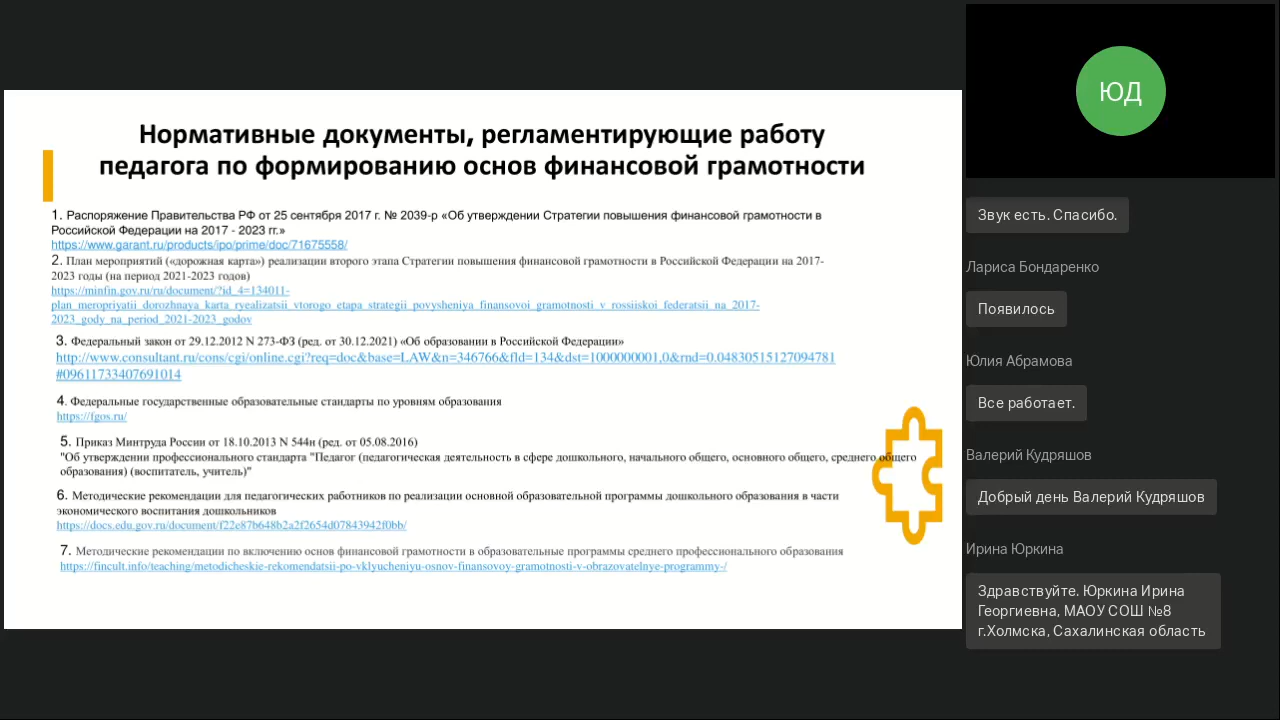 Нормативные документы, регламентирующие работу
педагога по формированию основ финансовой грамотности
1. Распоряжение Правительства РФ от 25 сентября 2017 г. № 2039-р «Об утверждении Стратегии повышения финансовой грамотности в
Российской Федерации на 2017 - 2023 гг.»
https://www.garant.ru/products/ipo/prime/doc/71675558/
2. План мероприятий («дорожная карта») реализации второго этапа Стратегии повышения финансовой грамотности в Российской Федерации на 2017-
2023 годы (на период 2021-2023 годов)
https://minfin.gov.ru/ru/document/?id_4=134011-
plan_meropriyatii_dorozhnaya_karta_ryealizatsii_vtorogo_etapa_strategii_povysheniya_finansovoi_gramotnosti_v_rossiiskoi_federatsii_na_2017-
2023_gody_na_period_2021-2023_godov
3. Федеральный закон от 29.12.2012 N 273-ФЗ (ред. от 30.12.2021) «Об образовании в Российской Федерации»
http://www.consultant.ru/cons/cgi/online.cgi?req=doc&base=LAW&n=346766&fld=134&dst=1000000001,0&rnd=0.04830515127094781
#09611733407691014
4. Федеральные государственные образовательные стандарты по уровням образования
https://fgos.ru/
5. Приказ Минтруда России от 18.10.2013 N 544н (ред. от 05.08.2016)
"Об утверждении профессионального стандарта "Педагог (педагогическая деятельность в сфере дошкольного, начального общего, основного общего, среднего общего
образования) (воспитатель, учитель)"
6. Методические рекомендации для педагогических работников по реализации основной образовательной программы дошкольного образования в части
экономического воспитания дошкольников
https://docs.edu.gov.ru/document/f22e87b648b2a2f2654d07843942f0bb/
7. Методические рекомендации по включению основ финансовой грамотности в образовательные программы среднего профессионального образования
https://fincult.info/teaching/metodicheskie-rekomendatsii-po-vklyucheniyu-osnov-finansovoy-gramotnosti-v-obrazovatelnye-programmy-/
ЮД
Звук есть. Спасибо.
Лариса Бондаренко
Появилось
Юлия Абрамова
Все работает.
Валерий Кудряшов
Добрый день Валерий Кудряшов
Ирина Юркина
Здравствуйте. Юркина Ирина
Георгиевна, МАОУ СОШ №8
г.Холмска, Сахалинская область